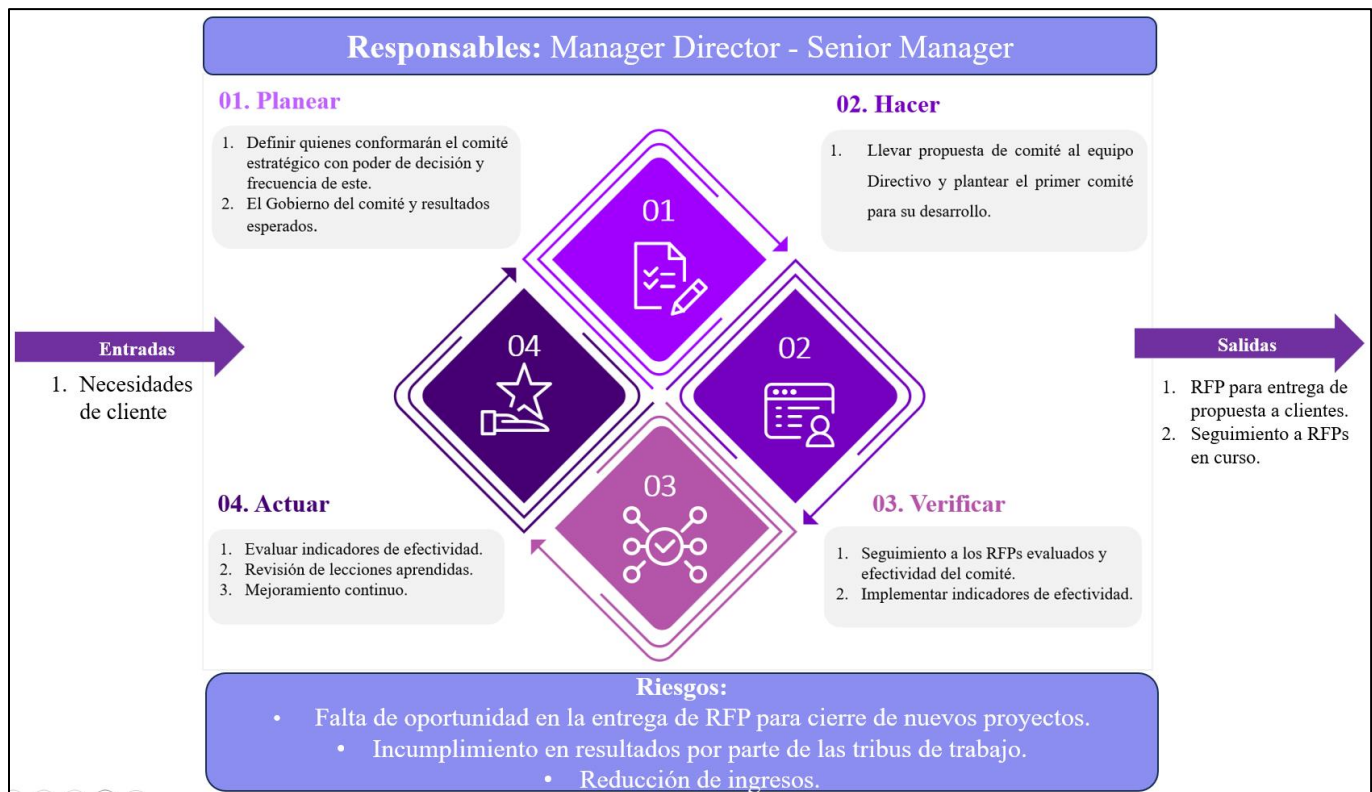 Responsables: Manager Director - Senior Manager
01. Planear
1. Definir quienes conformarán el comité
estratégico con poder de decisión y
frecuencia de este.
2. El Gobierno del comité y resultados
esperados.
02. Hacer
1. Llevar propuesta de comité al equipo
Directivo y plantear el primer comité
para su desarrollo.
01
02
03
04
Entradas
1. Necesidades
de cliente
Salidas
1. RFP para entrega de
propuesta a clientes.
2. Seguimiento a RFPs
en curso.
04. Actuar
1. Evaluar indicadores de efectividad.
2. Revisión de lecciones aprendidas.
3. Mejoramiento continuo.
03. Verificar
1. Seguimiento a los RFPs evaluados y
efectividad del comité.
2. Implementar indicadores de efectividad.
Riesgos:
• Falta de oportunidad en la entrega de RFP para cierre de nuevos proyectos.
• Incumplimiento en resultados por parte de las tribus de trabajo.
• Reducción de ingresos.